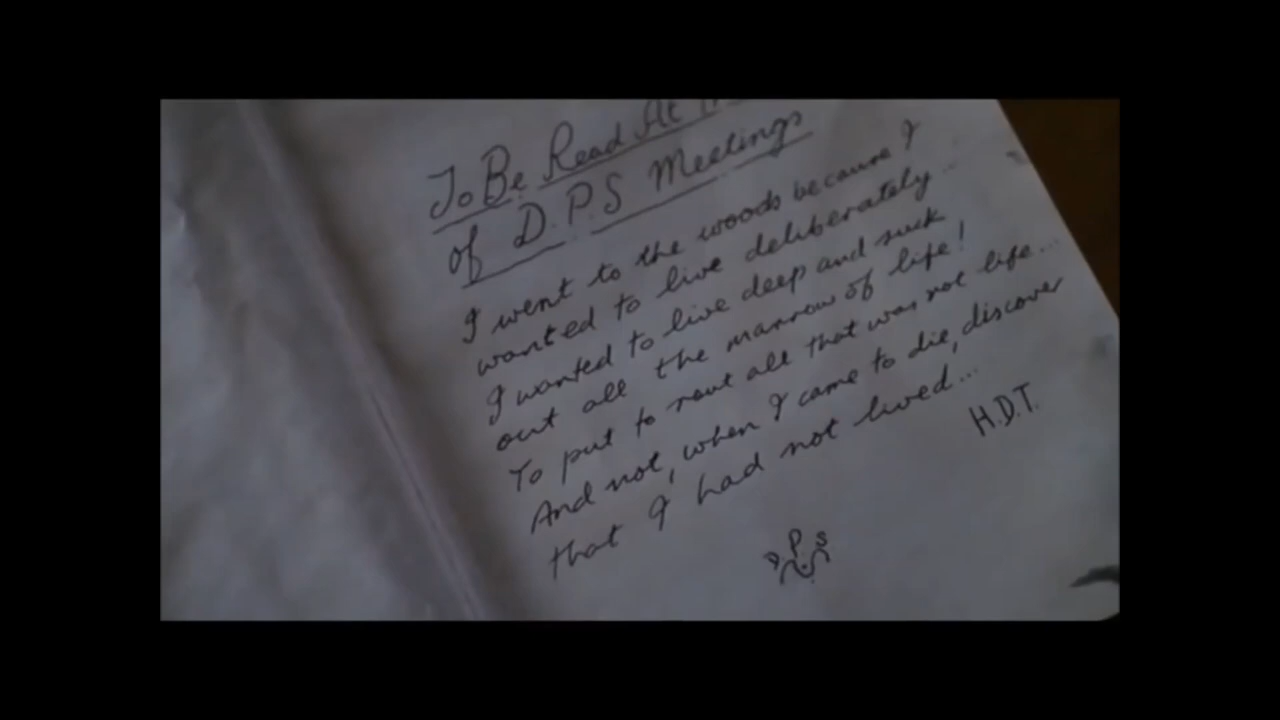 To Be Read At
of D.P.S Meetings
I went to the woods because I
wanted to live deliberately...
I wanted to live deep and suck
out all the marrow of life!
To put to rout all that was not life...
And not, when I came to die, discover
that I had not lived...
H.D.T.
D P S